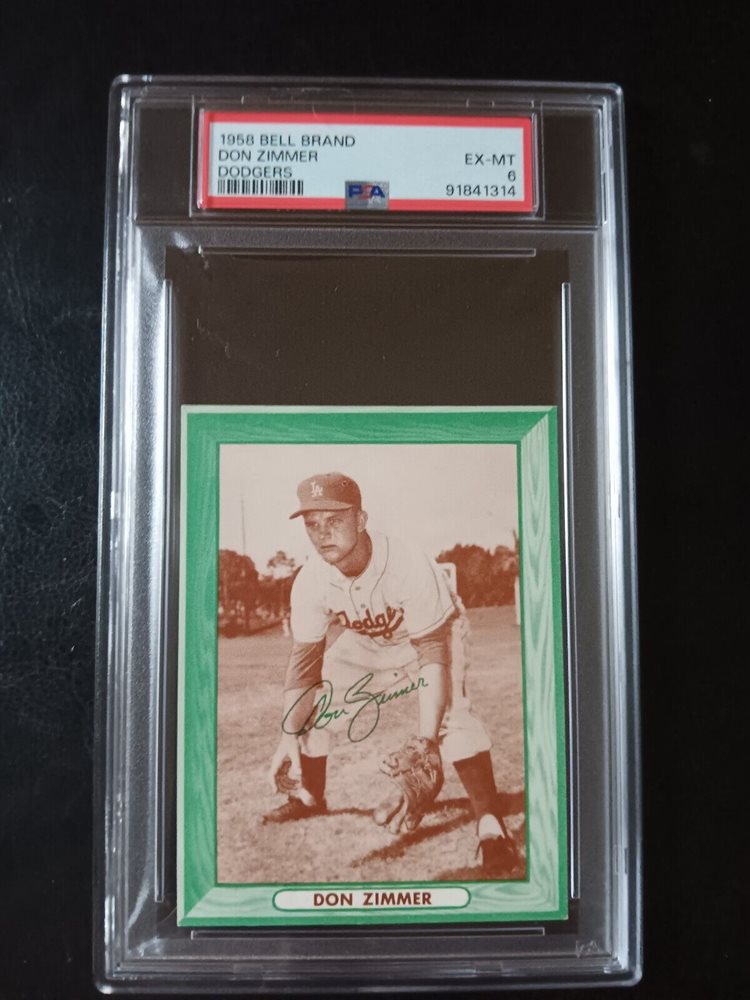 1958 BELL BRAND
DON ZIMMER EX-MT
DODGERS 6
PSA 91841314
LA
Dodgers
Don Zimmer
DON ZIMMER